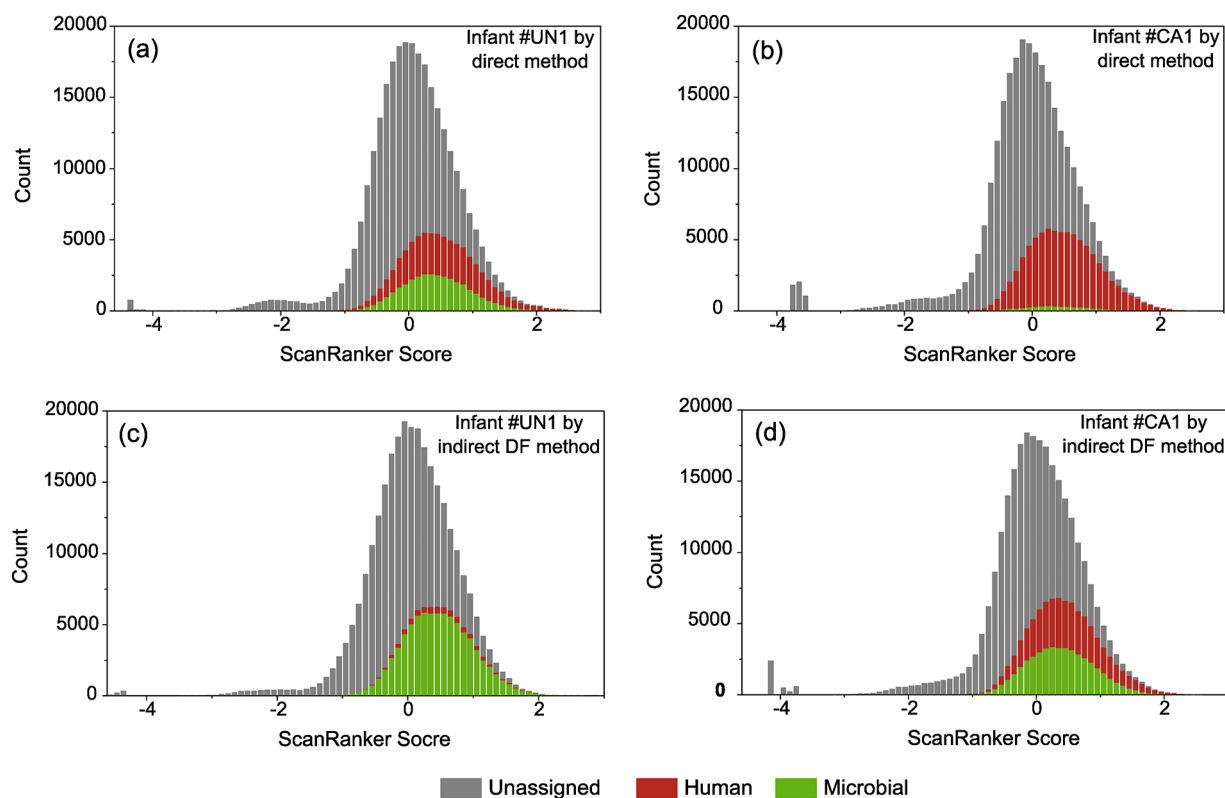 (a)
Infant #UN1 by
direct method
20000
15000
10000
5000
0
Count
-4
-2
0
2
ScanRanker Score
(b)
Infant #CA1 by
direct method
20000
15000
10000
5000
0
Count
-4
-2
0
2
ScanRanker Score
(c)
Infant #UN1 by
indirect DF method
20000
15000
10000
5000
0
Count
-4
-2
0
2
ScanRanker Socre
(d)
Infant #CA1 by
indirect DF method
20000
15000
10000
5000
0
Count
-4
-2
0
2
ScanRanker Score
Unassigned Human Microbial